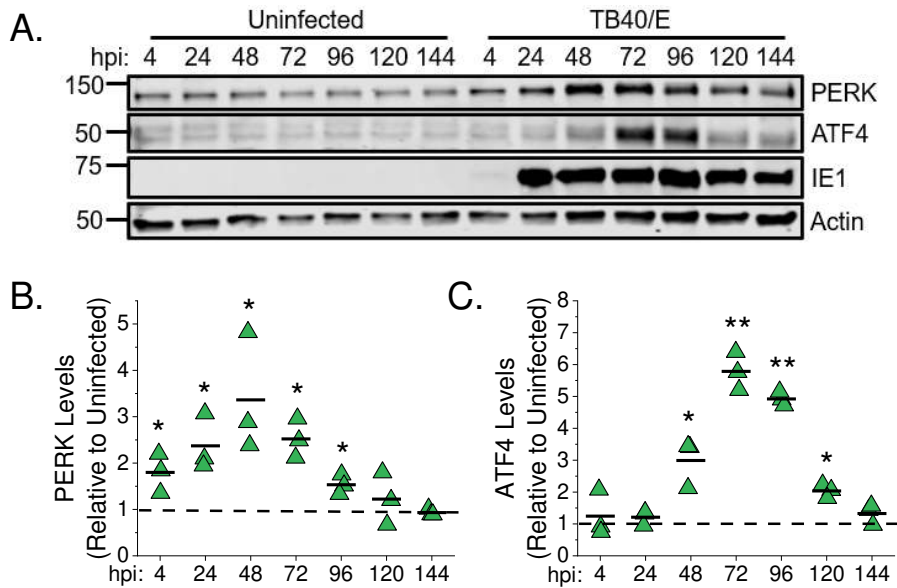 A.
Uninfected TB40/E
hpi: 4 24 48 72 96 120 144 4 24 48 72 96 120 144
150 PERK
50 ATF4
75 IE1
50 Actin
B.
PERK Levels
(Relative to Uninfected)
5
4
3
2
1
0
* * * * *
hpi: 4 24 48 72 96 120 144
C.
ATF4 Levels
(Relative to Uninfected)
8
7
6
5
4
3
2
1
0
* ** ** *
hpi: 4 24 48 72 96 120 144